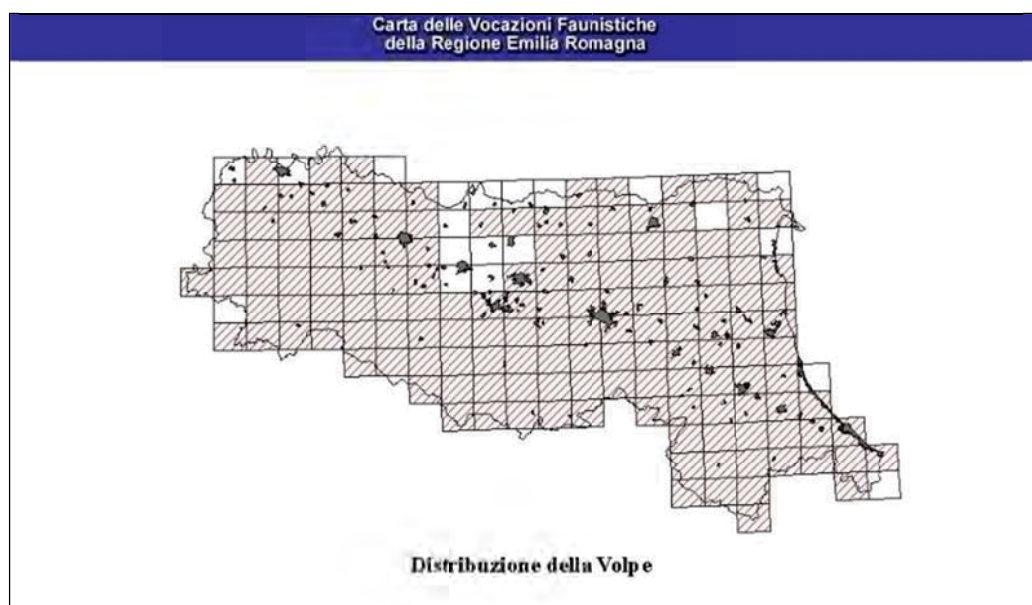 Carta delle Vocazioni Faunistiche
della Regione Emilia Romagna
Distribuzione della Volpe